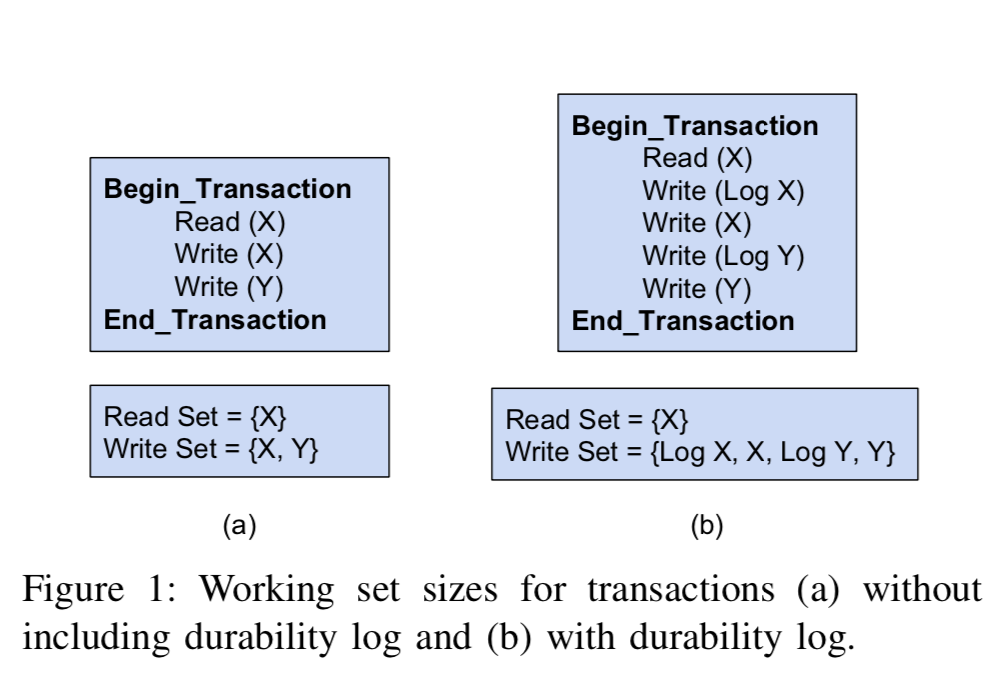 Begin_Transaction
Read (X)
Write (X)
Write (Y)
End_Transaction
Read Set = {X}
Write Set = {X, Y}
(a)
Begin_Transaction
Read (X)
Write (Log X)
Write (X)
Write (Log Y)
Write (Y)
End_Transaction
Read Set = {X}
Write Set = {Log X, X, Log Y, Y}
(b)
Figure 1: Working set sizes for transactions (a) without
including durability log and (b) with durability log.